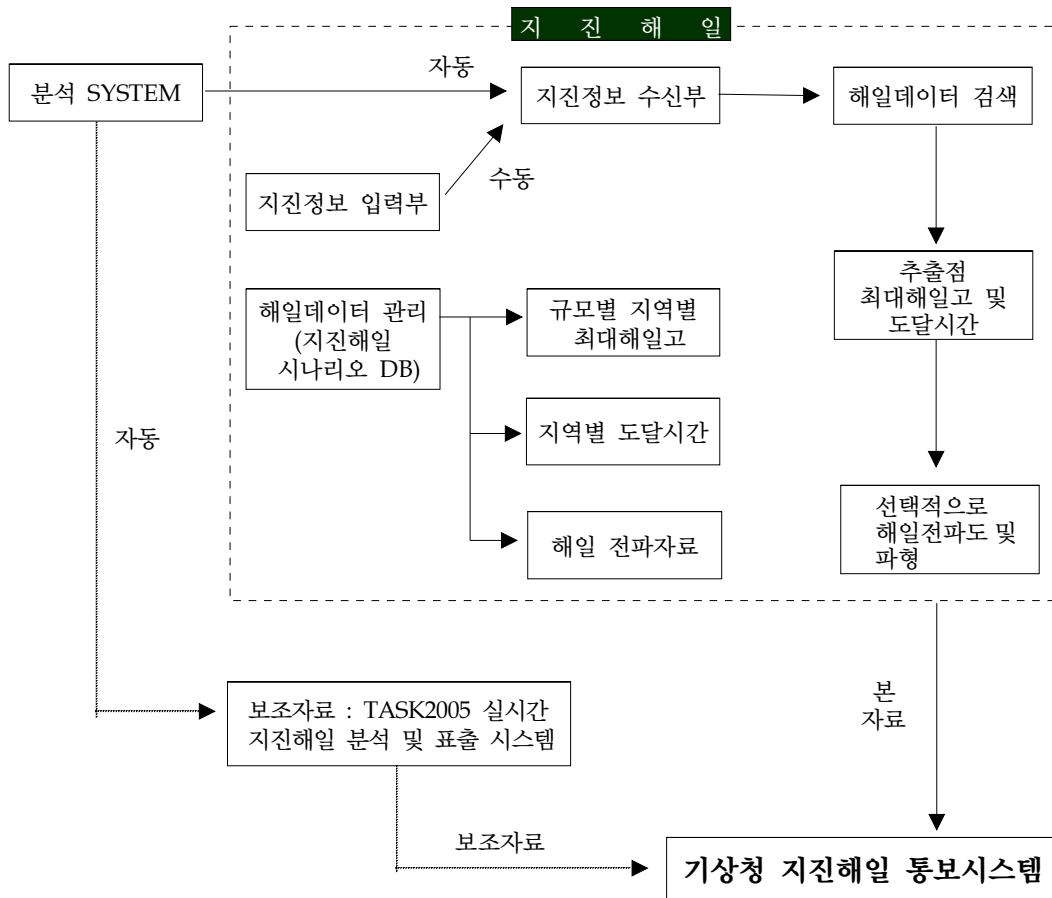 지 진 해 일
분석 SYSTEM
자동
지진정보 수신부
해일데이터 검색
수동
지진정보 입력부
추출점
최대해일고 및
도달시간
해일데이터 관리
(지진해일
시나리오 DB)
규모별 지역별
최대해일고
지역별 도달시간
자동
선택적으로
해일전파도 및
파형
해일 전파자료
본
자료
보조자료 : TASK2005 실시간
지진해일 분석 및 표출 시스템
보조자료
기상청 지진해일 통보시스템